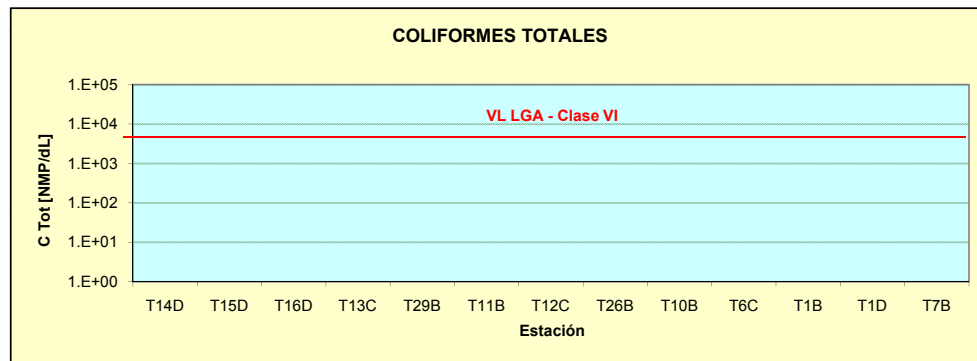 COLIFORMES TOTALES
C Tot [NMP/dL]
1.E+05
VL LGA - Clase VI
1.E+04
1.E+03
1.E+02
1.E+01
1.E+00
T14D T15D T16D T13C T29B T11B T12C T26B T10B T6C T1B T1D T7B
Estación